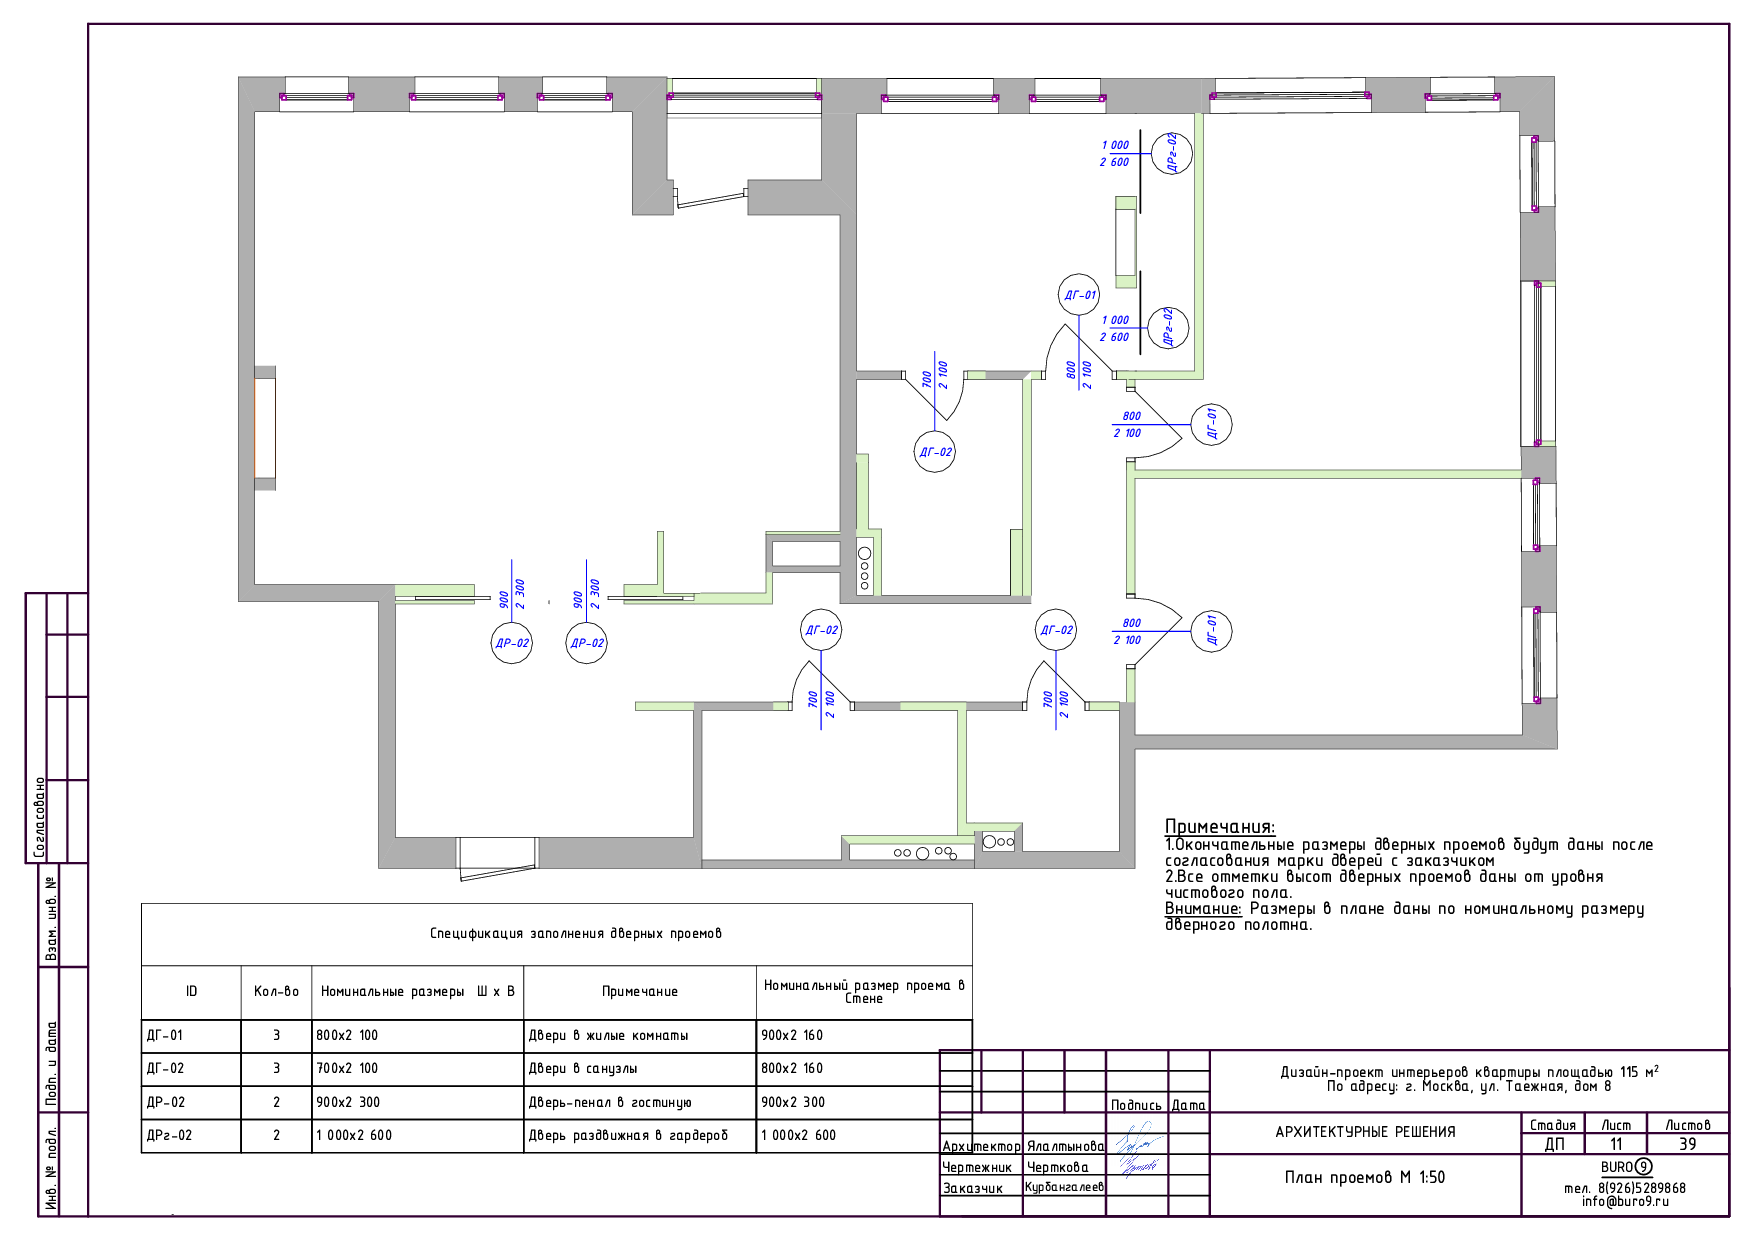 1 000
2 600
ДРг-02
ДГ-01
1 000
2 600
ДРг-02
700
2 100
800
2 100
800
2 100
ДГ-01
ДГ-02
900
2 300
900
2 300
ДР-02
ДР-02
ДГ-02
ДГ-02
800
2 100
ДГ-01
700
2 100
700
2 100
Примечания:
1.Окончательные размеры дверных проемов будут даны после
согласования марки дверей с заказчиком
2.Все отметки высот дверных проемов даны от уровня
чистового пола.
Внимание: Размеры в плане даны по номинальному размеру
дверного полотна.
Согласовано
Взам. инв. №
Подп. и дата
Инв. № подл.
Спецификация заполнения дверных проемов
ID
Кол-во
Номинальные размеры Ш х В
Примечание
Номинальный размер проема в
Стене
ДГ-01 3 800x2 100 Двери в жилые комнаты 900x2 160
ДГ-02 3 700x2 100 Двери в санузлы 800x2 160
ДР-02 2 900x2 300 Дверь-пенал в гостиную 900x2 300
ДРг-02 2 1 000x2 600 Дверь раздвижная в гардероб 1 000x2 600
Дизайн-проект интерьеров квартиры площадью 115 м²
По адресу: г. Москва, ул. Таежная, дом 8
Подпись Дата
АРХИТЕКТУРНЫЕ РЕШЕНИЯ
Стадия Лист Листов
ДП 11 39
Архитектор Ялалтынова
Чертежник Черткова
Заказчик Курбангалеев
План проемов М 1:50
BURO 9
тел. 8(926)5289868
info@buro9.ru